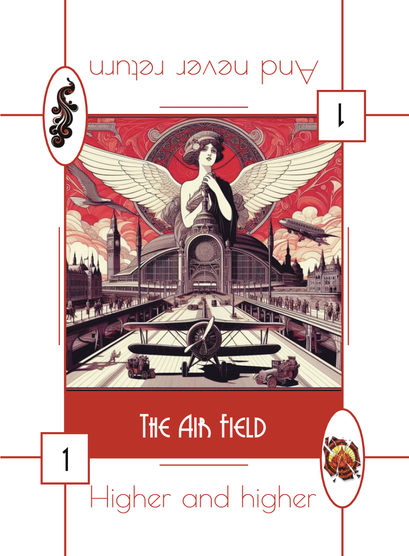 And never return
1
The Air Field
1
Higher and higher